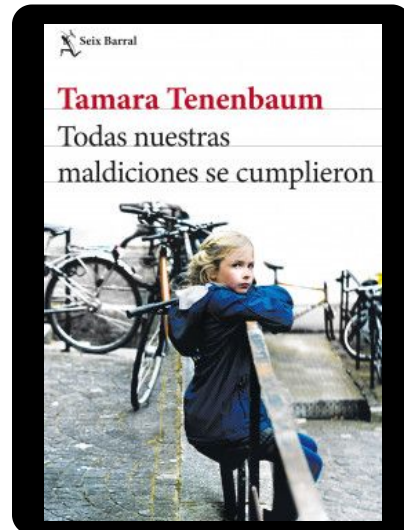 Seix Barral
Tamara Tenenbaum
Todas nuestras
maldiciones se cumplieron